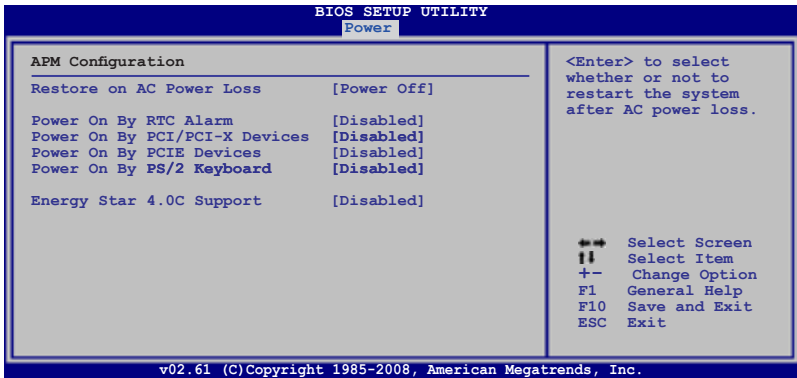 BIOS SETUP UTILITY
Power
APM Configuration
Restore on AC Power Loss [Power Off]
Power On By RTC Alarm [Disabled]
Power On By PCI/PCI-X Devices [Disabled]
Power On By PCIE Devices [Disabled]
Power On By PS/2 Keyboard [Disabled]
Energy Star 4.0C Support [Disabled]
<Enter> to select
whether or not to
restart the system
after AC power loss.
←→ Select Screen
↑↓ Select Item
+- Change Option
F1 General Help
F10 Save and Exit
ESC Exit
v02.61 (C)Copyright 1985-2008, American Megatrends, Inc.